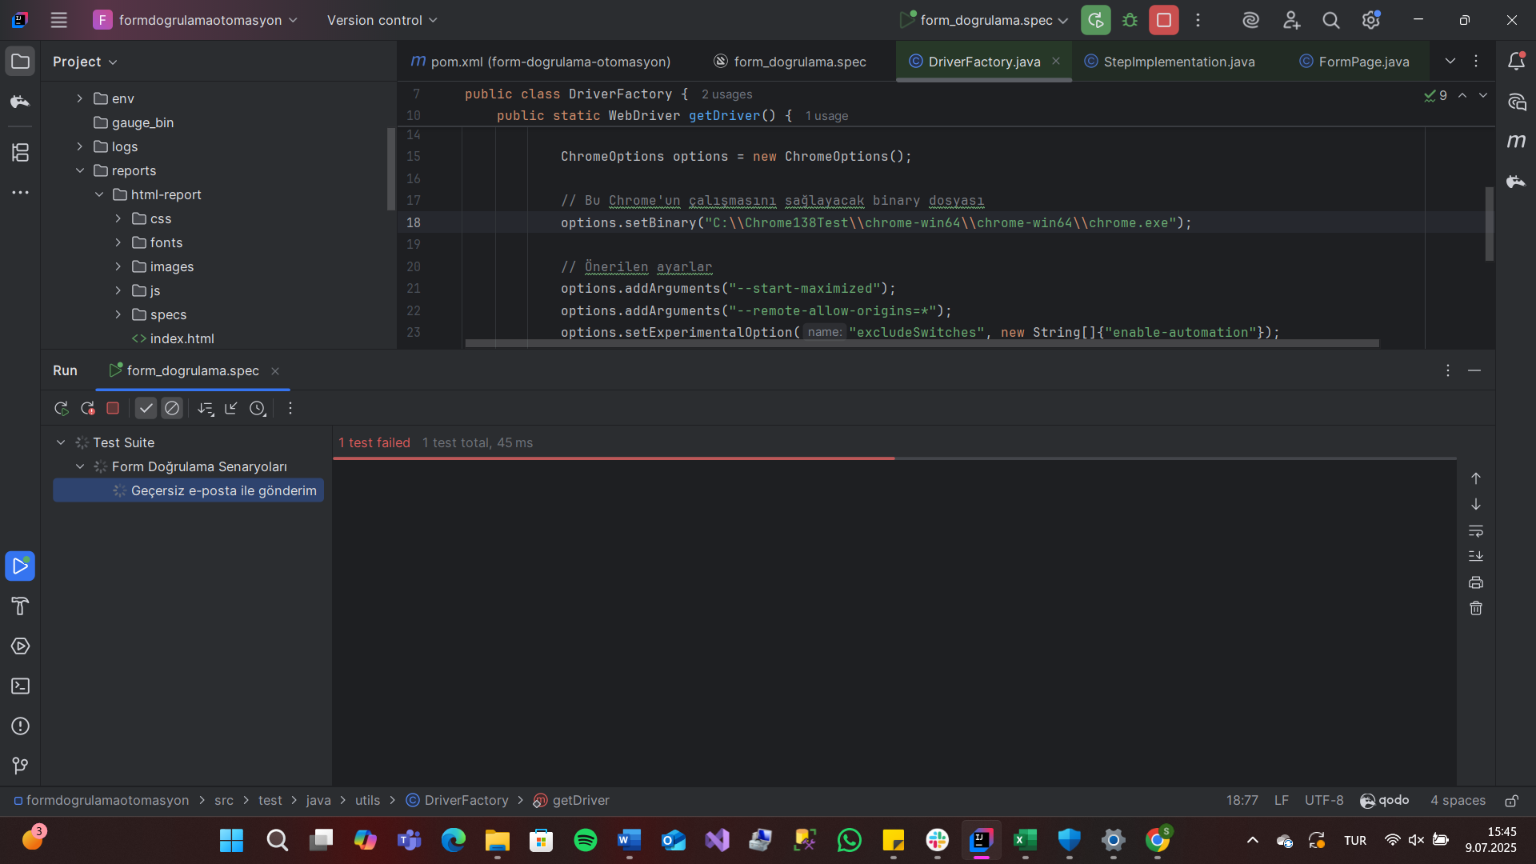 F formdogrulamaotomasyon Version control form_dogrulama.spec
Project
env
gauge_bin
logs
reports
html-report
css
fonts
images
js
specs
index.html
m pom.xml (form-dogrulama-otomasyon) form_dogrulama.spec DriverFactory.java StepImplementation.java FormPage.java
7 public class DriverFactory { 2 usages
9
10 public static WebDriver getDriver() { 1 usage
14
15 ChromeOptions options = new ChromeOptions();
16
17 // Bu Chrome'un çalışmasını sağlayacak binary dosyası
18 options.setBinary("C:\\Chrome138Test\\chrome-win64\\chrome-win64\\chrome.exe");
19
20 // Önerilen ayarlar
21 options.addArguments("--start-maximized");
22 options.addArguments("--remote-allow-origins=*");
23 options.setExperimentalOption( name: "excludeSwitches", new String[]{"enable-automation"});
m
Run form_dogrulama.spec
Test Suite
Form Doğrulama Senaryoları
Geçersiz e-posta ile gönderim
1 test failed 1 test total, 45 ms
formdogrulamaotomasyon > src > test > java > utils > DriverFactory > getDriver
18:77 LF UTF-8 qodo 4 spaces
3
S
TUR
15:45
9.07.2025